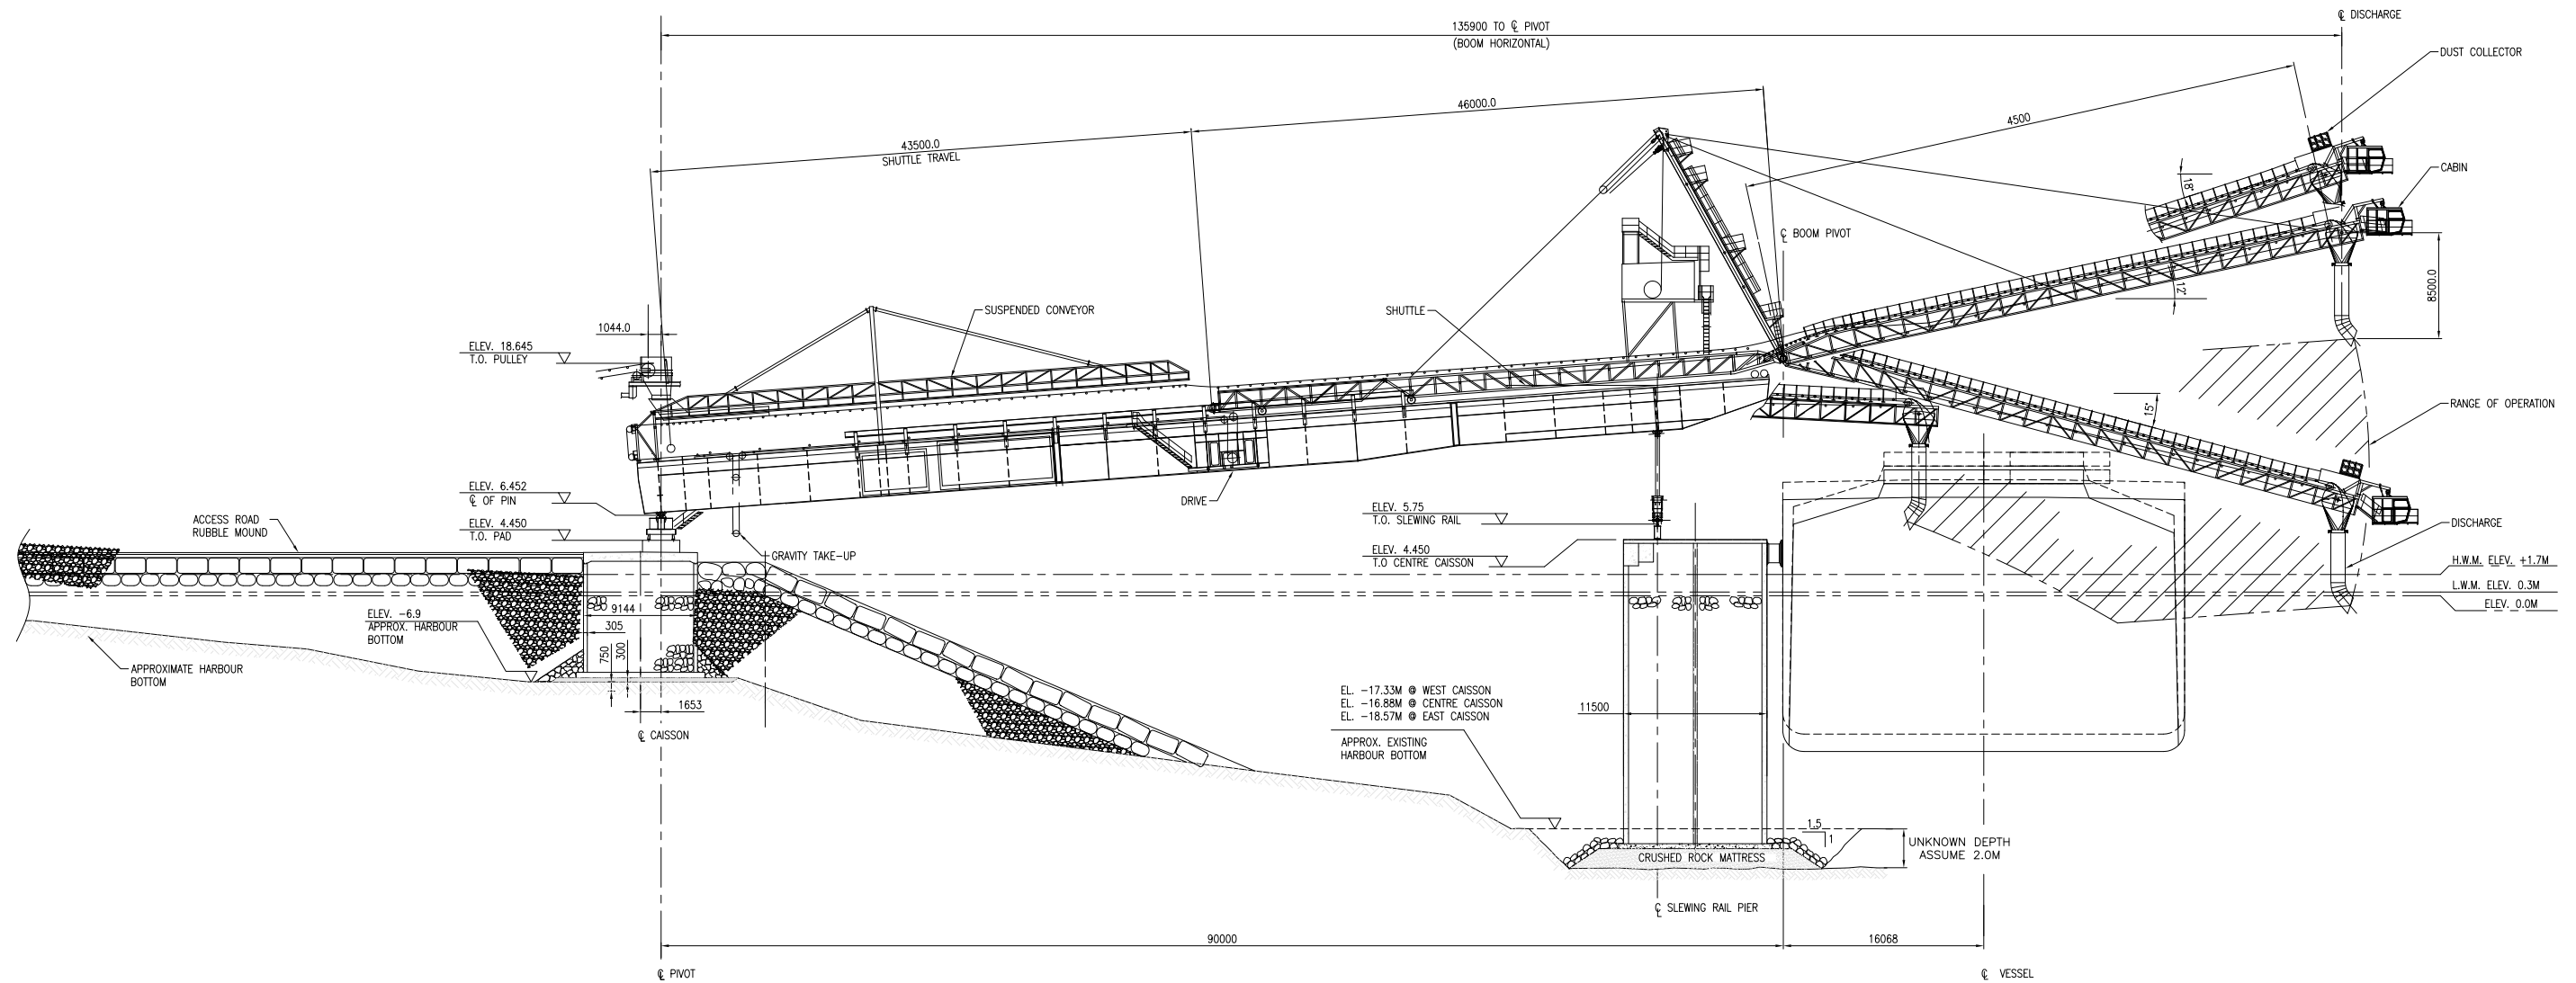 ℄ DISCHARGE
135900 TO ℄ PIVOT
(BOOM HORIZONTAL)
DUST COLLECTOR
46000.0
4500
43500.0
SHUTTLE TRAVEL
CABIN
18°
℄ BOOM PIVOT
8500.0
12°
SUSPENDED CONVEYOR
SHUTTLE
1044.0
ELEV. 18.645
T.O. PULLEY
15°
RANGE OF OPERATION
ELEV. 6.452
℄ OF PIN
DRIVE
ELEV. 5.75
T.O. SLEWING RAIL
ACCESS ROAD
RUBBLE MOUND
ELEV. 4.450
T.O. PAD
DISCHARGE
GRAVITY TAKE-UP
ELEV. 4.450
T.O CENTRE CAISSON
H.W.M. ELEV. +1.7M
L.W.M. ELEV. 0.3M
ELEV. 0.0M
ELEV. -6.9
APPROX. HARBOUR
BOTTOM
9144
305
750
300
APPROXIMATE HARBOUR
BOTTOM
1653
℄ CAISSON
EL. -17.33M @ WEST CAISSON
EL. -16.88M @ CENTRE CAISSON
EL. -18.57M @ EAST CAISSON
APPROX. EXISTING
HARBOUR BOTTOM
11500
1.5
1
UNKNOWN DEPTH
ASSUME 2.0M
CRUSHED ROCK MATTRESS
℄ SLEWING RAIL PIER
90000
16068
℄ PIVOT
℄ VESSEL